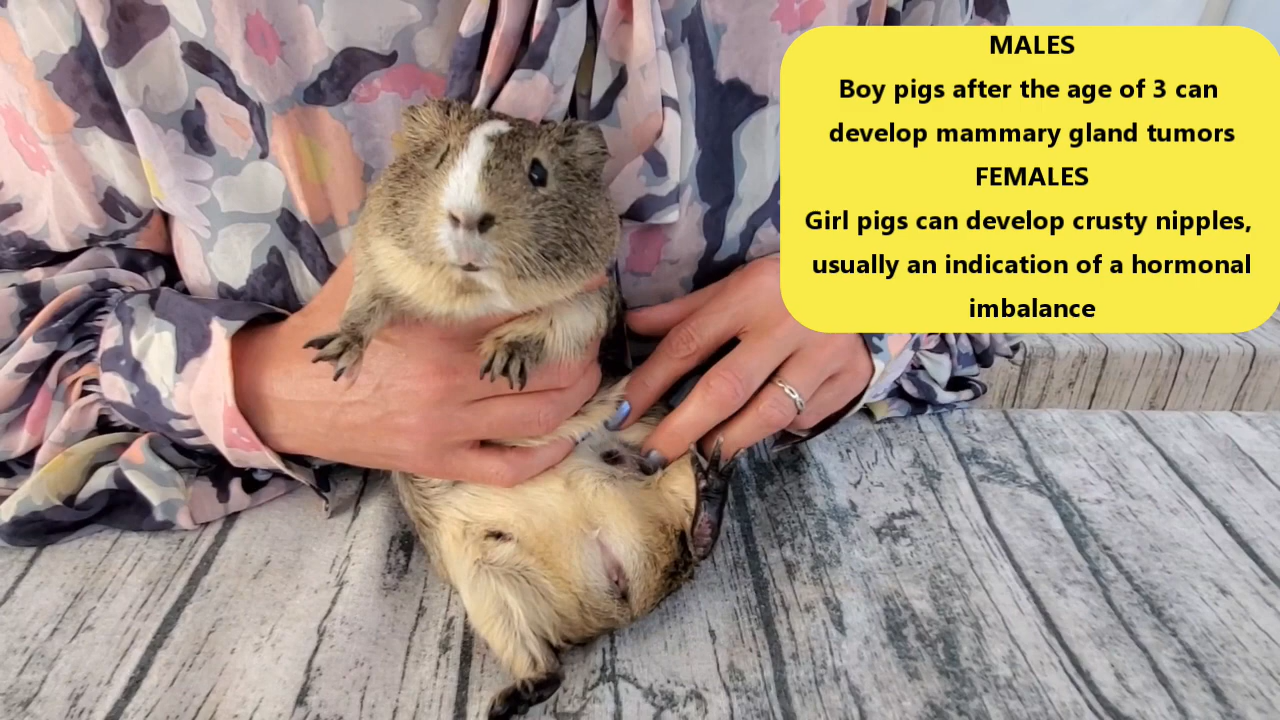 MALES
Boy pigs after the age of 3 can
develop mammary gland tumors
FEMALES
Girl pigs can develop crusty nipples,
usually an indication of a hormonal
imbalance